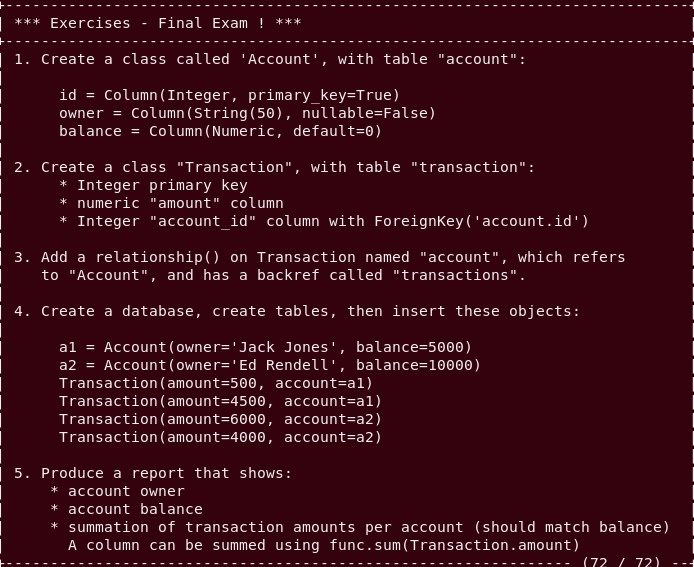 *** Exercises - Final Exam ! ***
1. Create a class called 'Account', with table "account":
id = Column(Integer, primary_key=True)
owner = Column(String(50), nullable=False)
balance = Column(Numeric, default=0)
2. Create a class "Transaction", with table "transaction":
* Integer primary key
* numeric "amount" column
* Integer "account_id" column with ForeignKey('account.id')
3. Add a relationship() on Transaction named "account", which refers
to "Account", and has a backref called "transactions".
4. Create a database, create tables, then insert these objects:
a1 = Account(owner='Jack Jones', balance=5000)
a2 = Account(owner='Ed Rendell', balance=10000)
Transaction(amount=500, account=a1)
Transaction(amount=4500, account=a1)
Transaction(amount=6000, account=a2)
Transaction(amount=4000, account=a2)
5. Produce a report that shows:
* account owner
* account balance
* summation of transaction amounts per account (should match balance)
A column can be summed using func.sum(Transaction.amount)
(72 / 72)